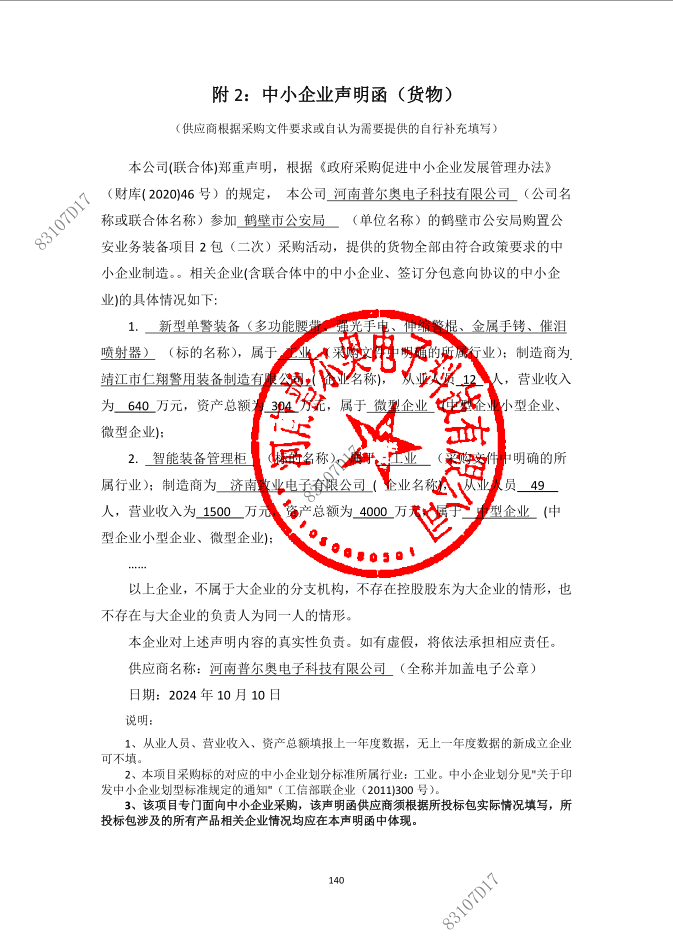 附 2：中小企业声明函（货物）
（供应商根据采购文件要求或自认为需要提供的自行补充填写）
本公司(联合体)郑重声明，根据《政府采购促进中小企业发展管理办法》
（财库( 2020)46 号）的规定， 本公司 河南普尔奥电子科技有限公司 （公司名
称或联合体名称）参加 鹤壁市公安局 （单位名称）的鹤壁市公安局购置公
安业务装备项目 2 包（二次）采购活动，提供的货物全部由符合政策要求的中
小企业制造。。相关企业(含联合体中的中小企业、签订分包意向协议的中小企
业)的具体情况如下:
1. 新型单警装备（多功能腰带、强光手电、伸缩警棍、金属手铐、催泪
喷射器） （标的名称），属于 工业 （采购文件中明确的所属行业）；制造商为
靖江市仁翔警用装备制造有限公司 ( 企业名称)， 从业人员 12 人，营业收入
为 640 万元，资产总额为 304 万元，属于 微型企业 （中型企业小型企业、
微型企业)；
2. 智能装备管理柜 （标的名称），属于 工业 （采购文件中明确的所
属行业）；制造商为 济南致业电子有限公司 ( 企业名称)， 从业人员 49
人，营业收入为 1500 万元，资产总额为 4000 万元，属于 中型企业 (中
型企业小型企业、微型企业)；
……
以上企业，不属于大企业的分支机构，不存在控股股东为大企业的情形，也
不存在与大企业的负责人为同一人的情形。
本企业对上述声明内容的真实性负责。如有虚假，将依法承担相应责任。
供应商名称：河南普尔奥电子科技有限公司 （全称并加盖电子公章）
日期：2024 年 10 月 10 日
说明：
1、从业人员、营业收入、资产总额填报上一年度数据，无上一年度数据的新成立企业
可不填。
2、本项目采购标的对应的中小企业划分标准所属行业：工业。中小企业划分见"关于印
发中小企业划型标准规定的通知"（工信部联企业（2011)300 号）。
3、该项目专门面向中小企业采购，该声明函供应商须根据所投标包实际情况填写，所
投标包涉及的所有产品相关企业情况均应在本声明函中体现。
140
83107D17
83107D17
83107D17
河南普尔奥电子科技有限公司
4101050080501